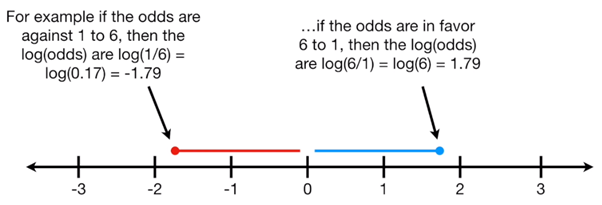 For example if the odds are
against 1 to 6, then the
log(odds) are log(1/6) =
log(0.17) = -1.79
…if the odds are in favor
6 to 1, then the log(odds)
are log(6/1) = log(6) = 1.79
-3 -2 -1 0 1 2 3